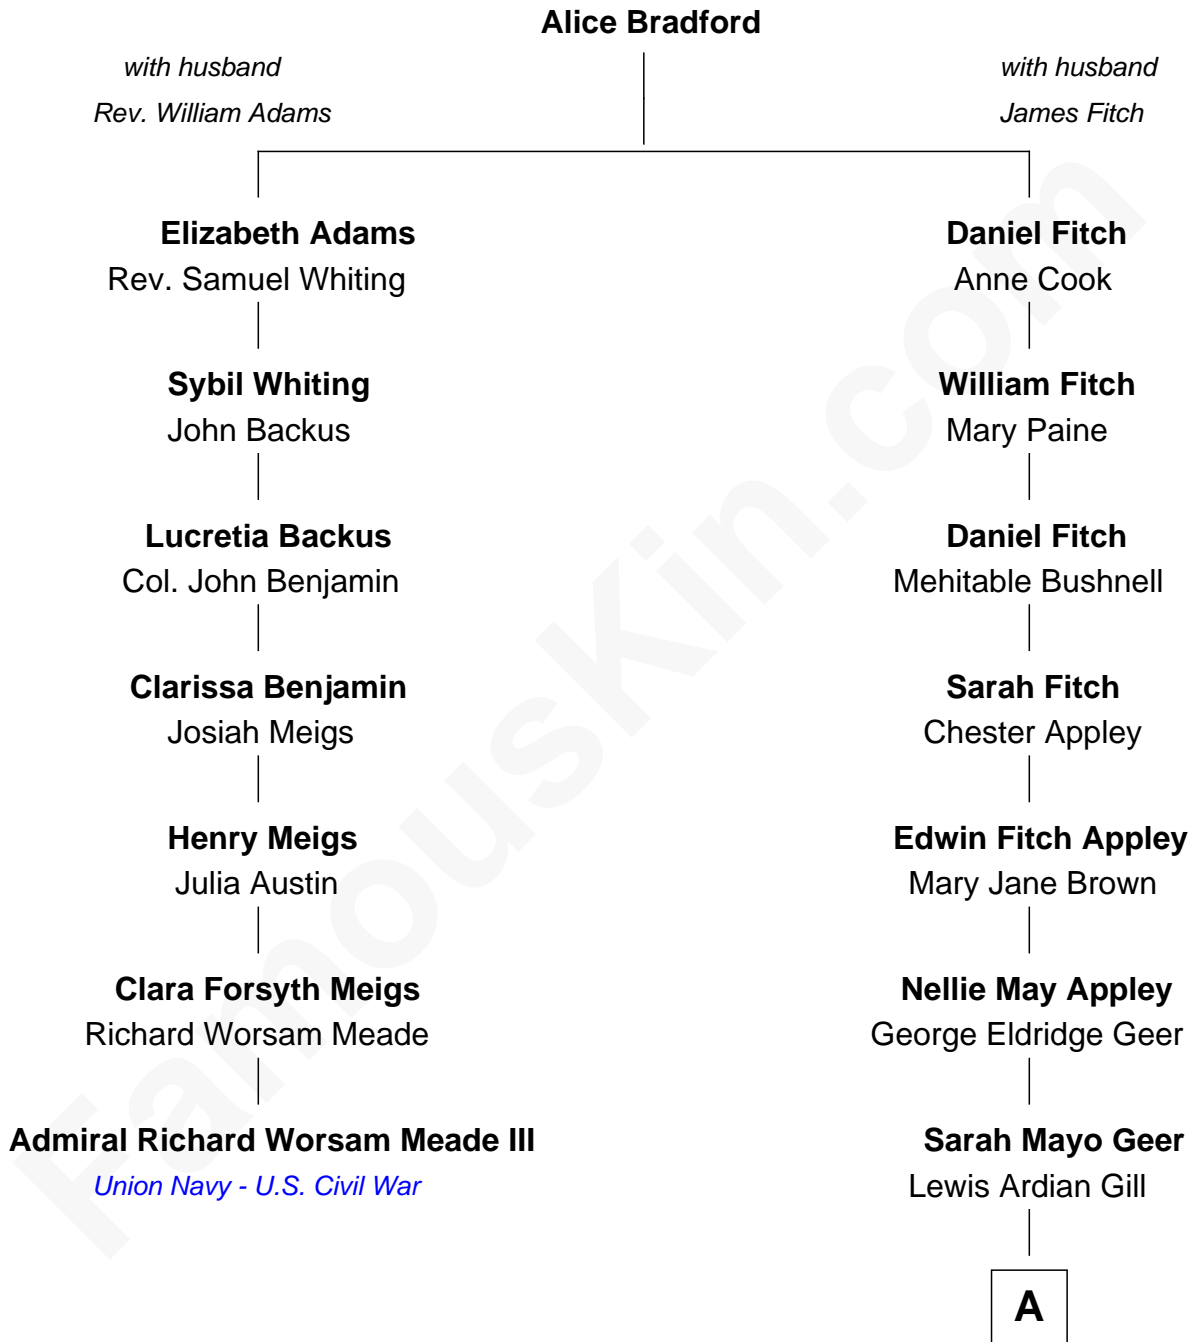 Alice Bradford
with husband
Rev. William Adams
with husband
James Fitch
Elizabeth Adams
Rev. Samuel Whiting
Daniel Fitch
Anne Cook
Sybil Whiting
John Backus
William Fitch
Mary Paine
Lucretia Backus
Col. John Benjamin
Daniel Fitch
Mehitable Bushnell
Clarissa Benjamin
Josiah Meigs
Sarah Fitch
Chester Appley
Henry Meigs
Julia Austin
Edwin Fitch Appley
Mary Jane Brown
Clara Forsyth Meigs
Richard Worsam Meade
Nellie May Appley
George Eldridge Geer
Admiral Richard Worsam Meade III
Union Navy - U.S. Civil War
Sarah Mayo Geer
Lewis Ardian Gill
A
FamousKin.com